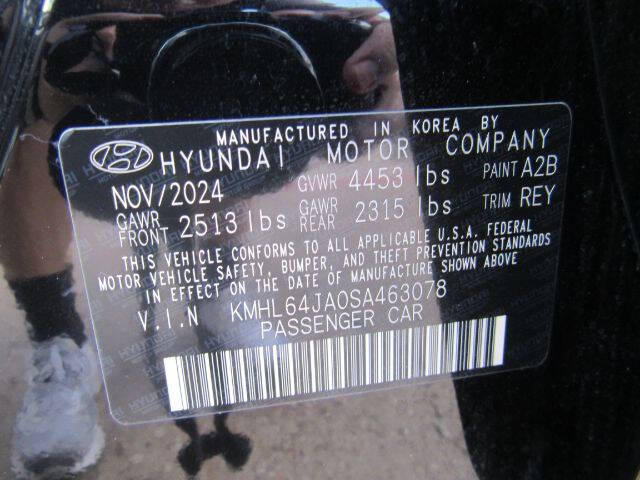 MANUFACTURED IN KOREA BY
HYUNDAI MOTOR COMPANY
NOV/2024 GVWR 4453 lbs PAINT A2B
GAWR FRONT 2513 lbs GAWR REAR 2315 lbs TRIM REY
THIS VEHICLE CONFORMS TO ALL APPLICABLE U.S.A. FEDERAL
MOTOR VEHICLE SAFETY, BUMPER, AND THEFT PREVENTION STANDARDS
IN EFFECT ON THE DATE OF MANUFACTURE SHOWN ABOVE
V.I.N KMHL64JA0SA463078
PASSENGER CAR